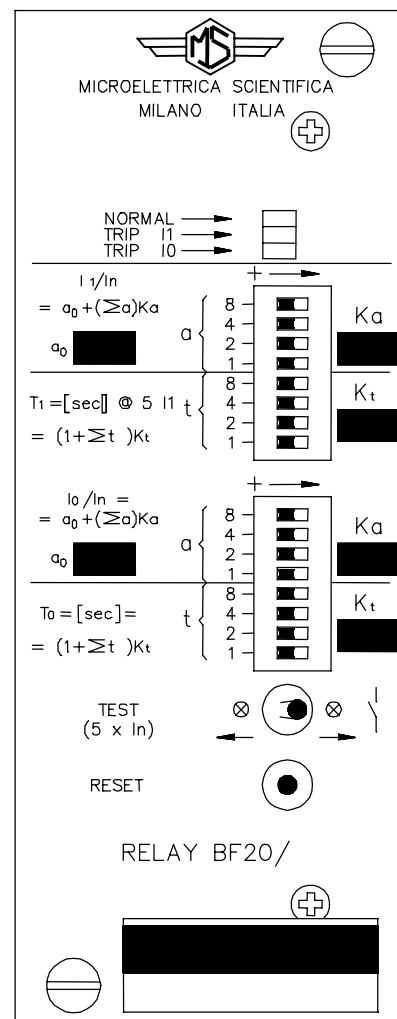 MS
MICROELETTRICA SCIENTIFICA
MILANO ITALIA
NORMAL
TRIP I1
TRIP I0
+
I1/In
= a0+(Σa)Ka
a0
a
8
4
2
1
Ka
T1=[sec] @ 5 I1
= (1+Σt )Kt
t
8
4
2
1
Kt
+
I0/In =
= a0+(Σa)Ka
a0
a
8
4
2
1
Ka
T0=[sec]=
= (1+Σt )Kt
t
8
4
2
1
Kt
TEST
(5 x In)
RESET
RELAY BF20/